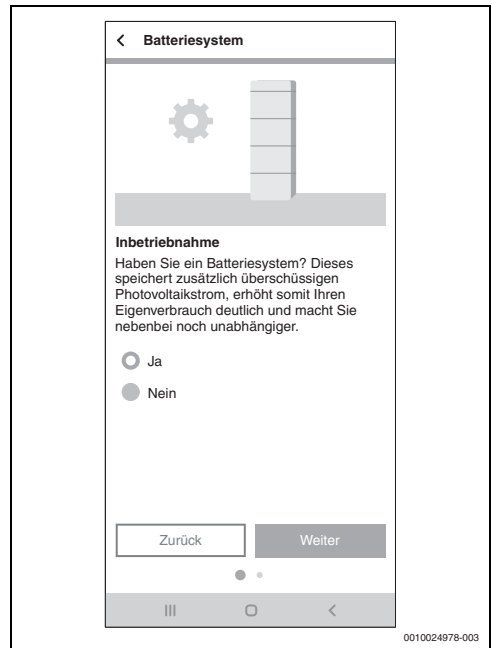 Batteriesystem
Inbetriebnahme
Haben Sie ein Batteriesystem? Dieses
speichert zusätzlich überschüssigen
Photovoltaikstrom, erhöht somit Ihren
Eigenverbrauch deutlich und macht Sie
nebenbei noch unabhängiger.
Ja
Nein
Zurück
Weiter
0010024978-003